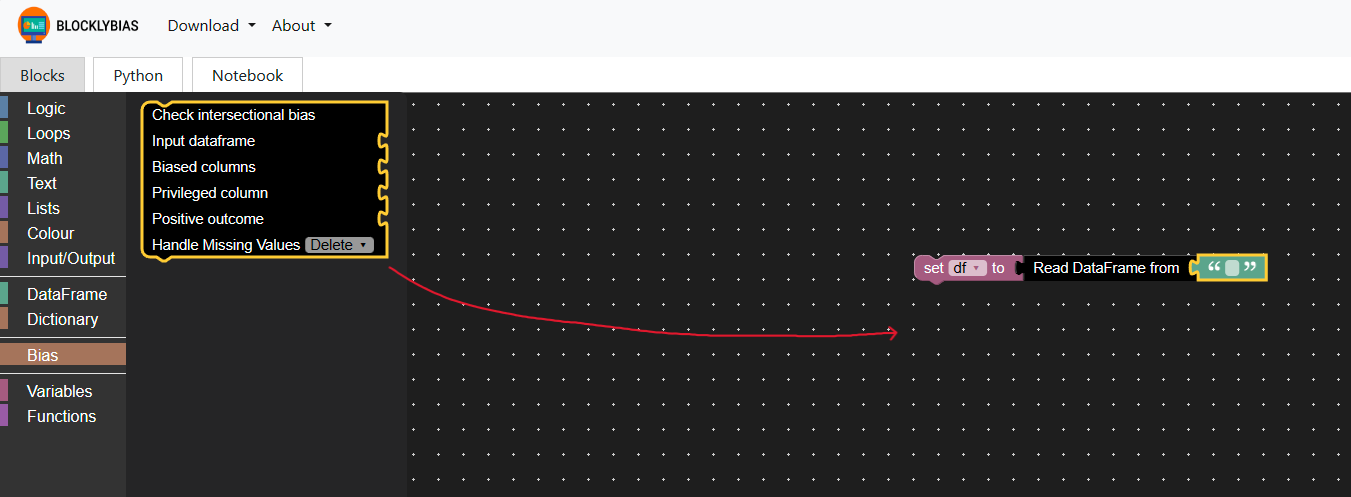 BLOCKLYBIAS Download About
Blocks Python Notebook
Logic
Loops
Math
Text
Lists
Colour
Input/Output
DataFrame
Dictionary
Bias
Variables
Functions
Check intersectional bias
Input dataframe
Biased columns
Privileged column
Positive outcome
Handle Missing Values Delete
set df to Read DataFrame from “ ”